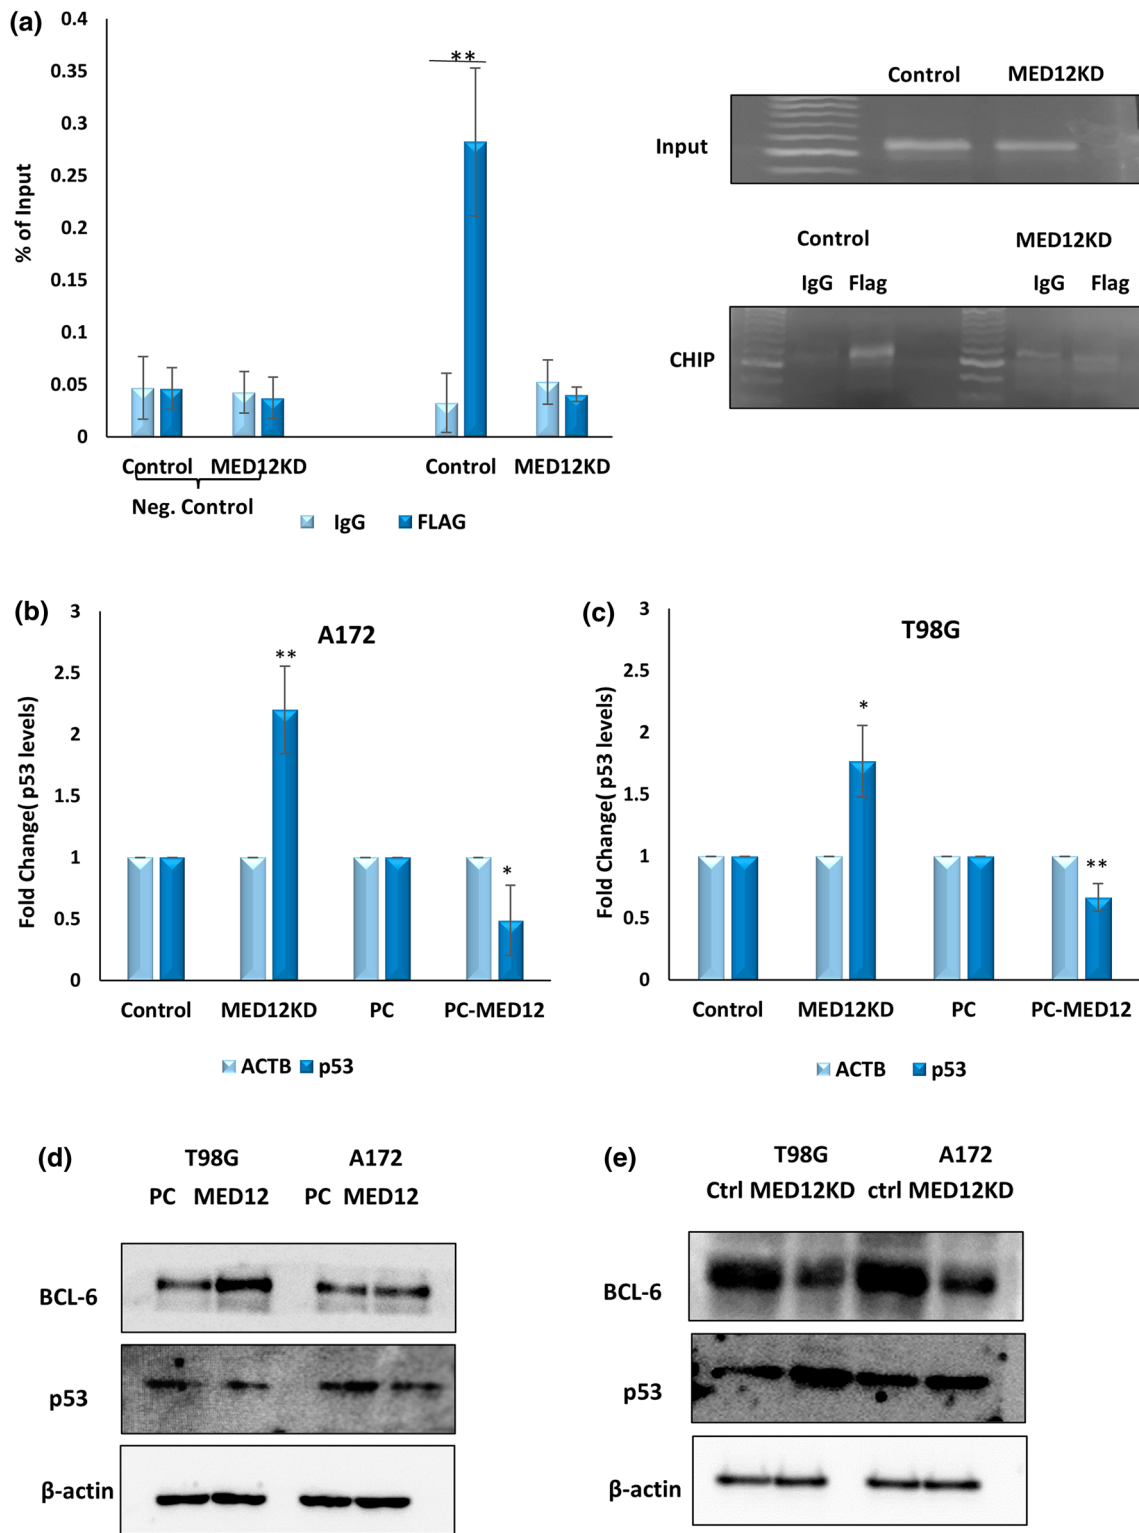 (a)
% of Input
0.4
0.35
0.3
0.25
0.2
0.15
0.1
0.05
0
**
Control MED12KD Control MED12KD
Neg. Control
IgG FLAG
Control MED12KD
Input
Control MED12KD
IgG Flag IgG Flag
CHIP
(b)
A172
Fold Change( p53 levels)
3
2.5
2
1.5
1
0.5
0
**
*
Control MED12KD PC PC-MED12
ACTB p53
(c)
T98G
Fold Change( p53 levels)
3
2.5
2
1.5
1
0.5
0
*
**
Control MED12KD PC PC-MED12
ACTB p53
(d)
T98G A172
PC MED12 PC MED12
BCL-6
p53
β-actin
(e)
T98G A172
Ctrl MED12KD ctrl MED12KD
BCL-6
p53
β-actin